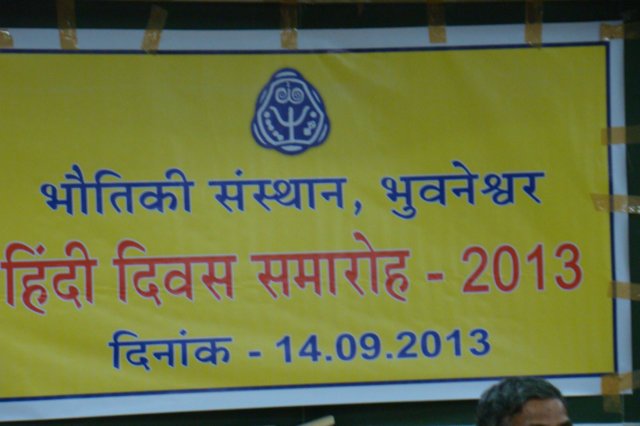 भौतिकी संस्थान, भुवनेश्वर
हिंदी दिवस समारोह - 2013
दिनांक - 14.09.2013